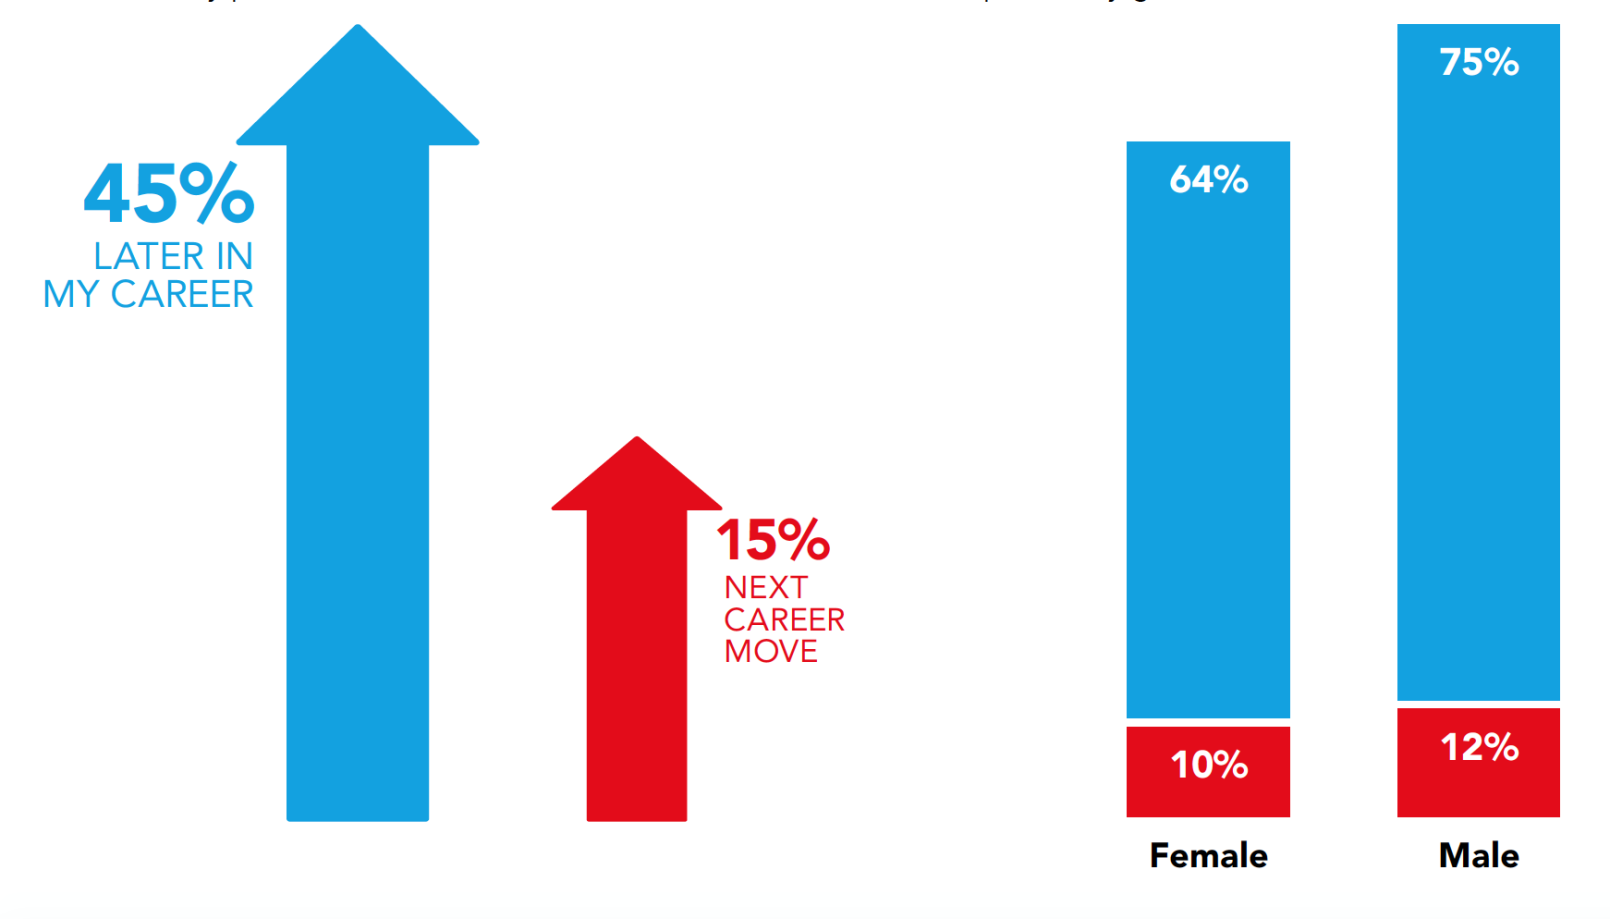 45%
LATER IN
MY CAREER
15%
NEXT
CAREER
MOVE
75%
64%
10%
12%
Female
Male